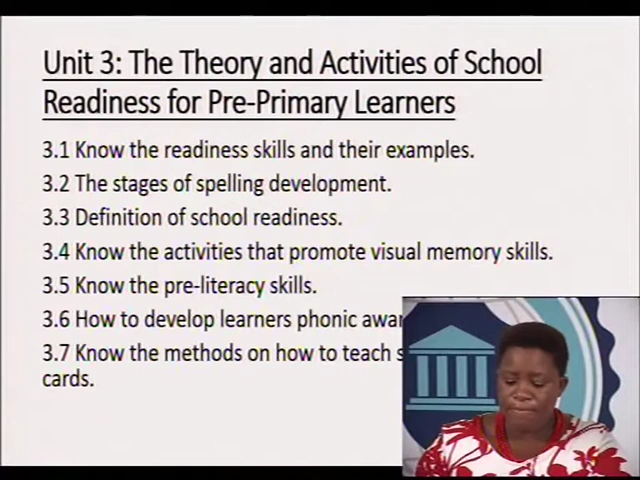 Unit 3: The Theory and Activities of School
Readiness for Pre-Primary Learners
3.1 Know the readiness skills and their examples.
3.2 The stages of spelling development.
3.3 Definition of school readiness.
3.4 Know the activities that promote visual memory skills.
3.5 Know the pre-literacy skills.
3.6 How to develop learners phonic
3.7 Know the methods on how to teach
cards.